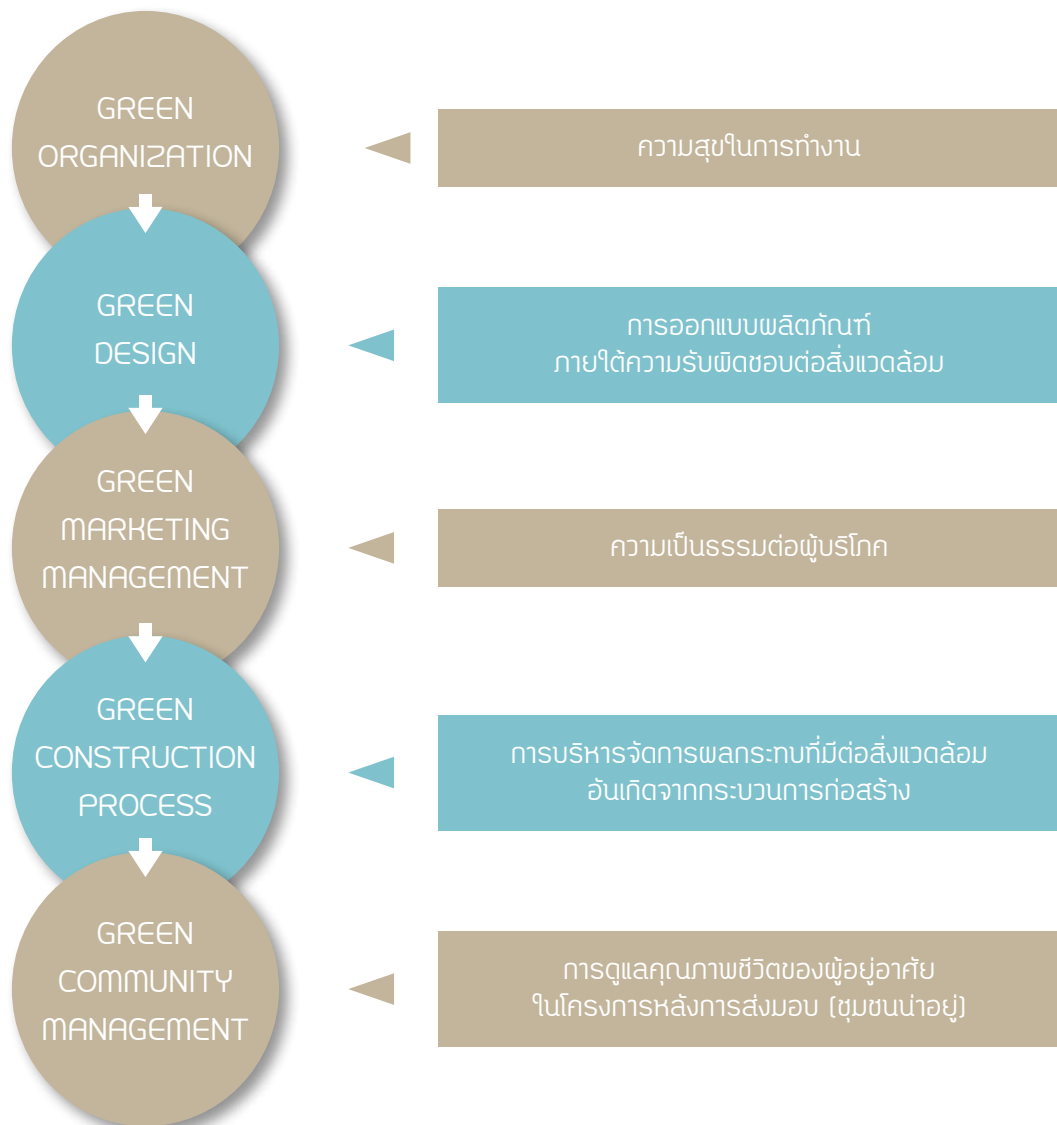 GREEN
ORGANIZATION
ความสุขในการทำงาน
GREEN
DESIGN
การออกแบบผลิตภัณฑ์
ภายใต้ความรับผิดชอบต่อสิ่งแวดล้อม
GREEN
MARKETING
MANAGEMENT
ความเป็นธรรมต่อผู้บริโภค
GREEN
CONSTRUCTION
PROCESS
การบริหารจัดการผลกระทบที่มีต่อสิ่งแวดล้อม
อันเกิดจากกระบวนการก่อสร้าง
GREEN
COMMUNITY
MANAGEMENT
การดูแลคุณภาพชีวิตของผู้อยู่อาศัย
ในโครงการหลังการส่งมอบ (ชุมชนน่าอยู่)